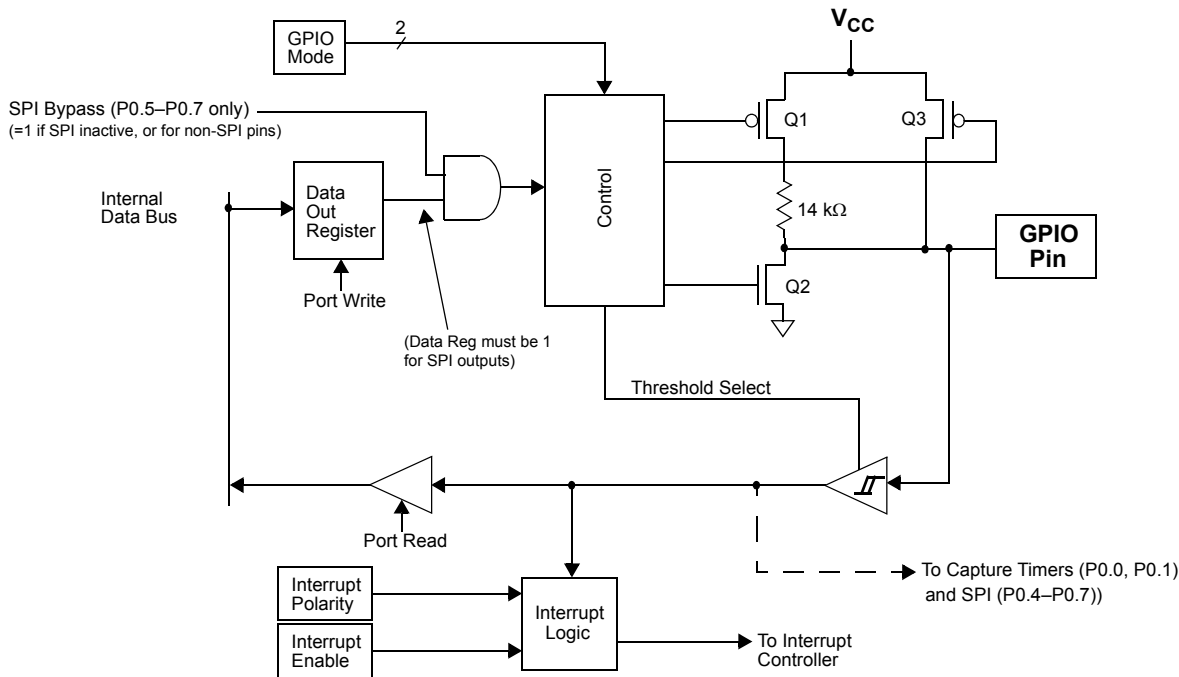 V_CC
2
GPIO
Mode
SPI Bypass (P0.5–P0.7 only)
(=1 if SPI inactive, or for non-SPI pins)
Q1
Q3
Control
Internal
Data Bus
Data
Out
Register
14 kΩ
GPIO
Pin
Q2
Port Write
(Data Reg must be 1
for SPI outputs)
Threshold Select
Port Read
To Capture Timers (P0.0, P0.1)
and SPI (P0.4–P0.7))
Interrupt
Polarity
Interrupt
Logic
Interrupt
Enable
To Interrupt
Controller